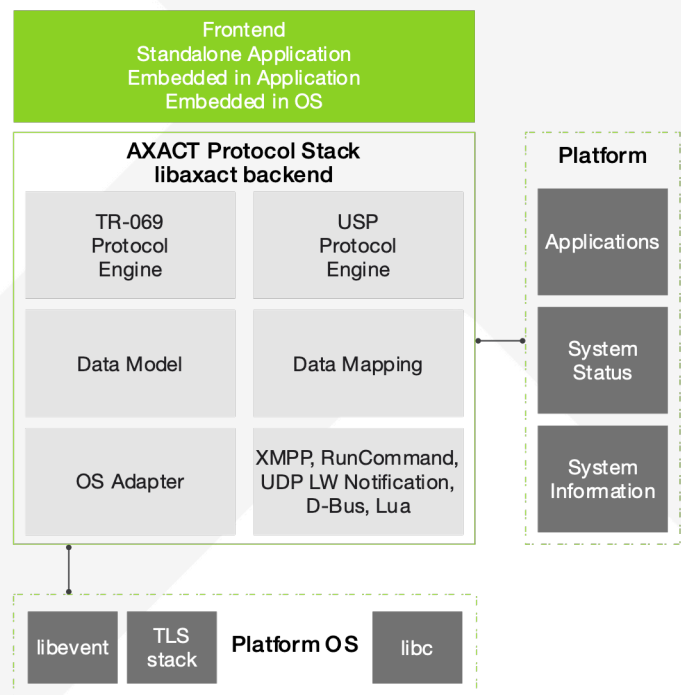 Frontend
Standalone Application
Embedded in Application
Embedded in OS
AXACT Protocol Stack
libaxact backend
TR-069
Protocol
Engine
USP
Protocol
Engine
Data Model
Data Mapping
OS Adapter
XMPP, RunCommand,
UDP LW Notification,
D-Bus, Lua
Platform
Applications
System
Status
System
Information
libevent
TLS
stack
Platform OS
libc